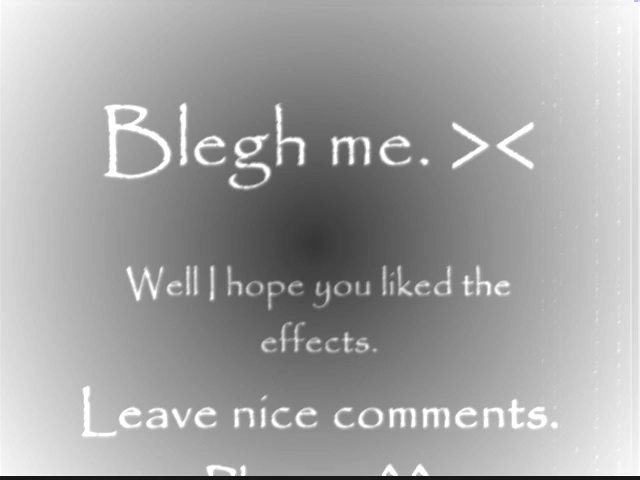 Blegh me. ><
Well I hope you liked the
effects.
Leave nice comments.